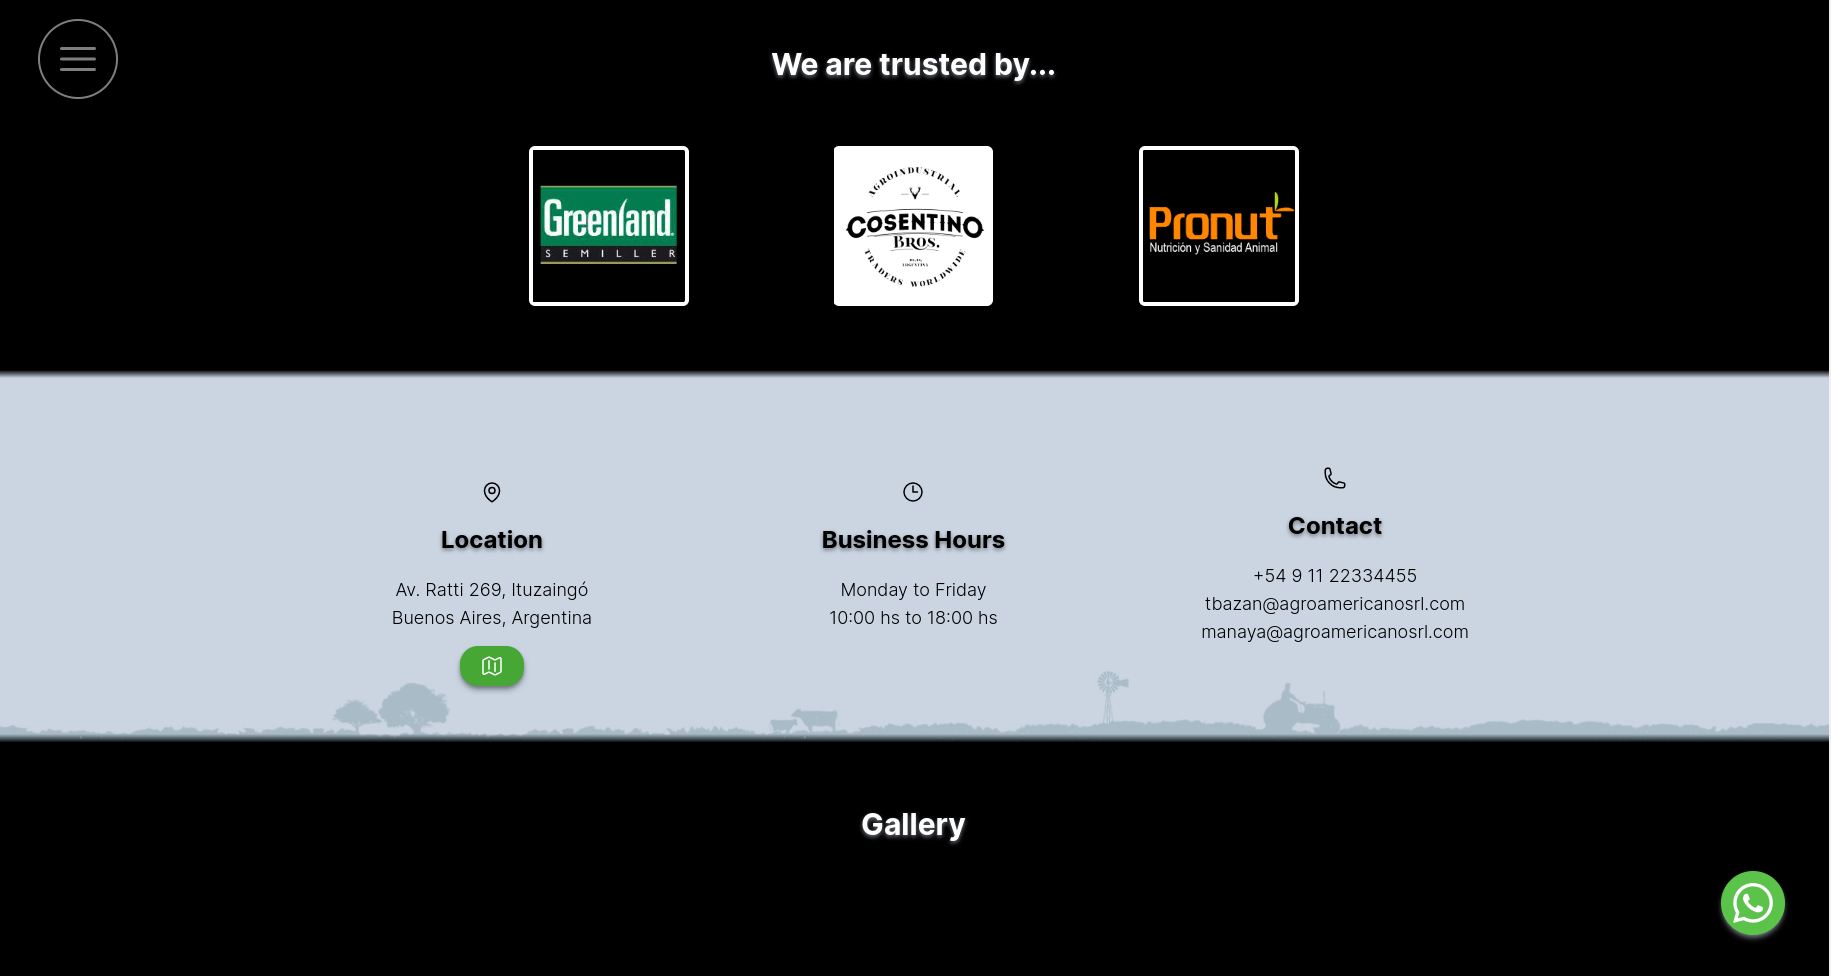 We are trusted by...
Greenland
SEMILLER
AGROINDUSTRIAL
COSENTINO
BROS.
TRADERS WORLDWIDE
Pronut
Nutrición y Sanidad Animal
Location
Av. Ratti 269, Ituzaingó
Buenos Aires, Argentina
Business Hours
Monday to Friday
10:00 hs to 18:00 hs
Contact
+54 9 11 22334455
tbazan@agroamericanosrl.com
manaya@agroamericanosrl.com
Gallery